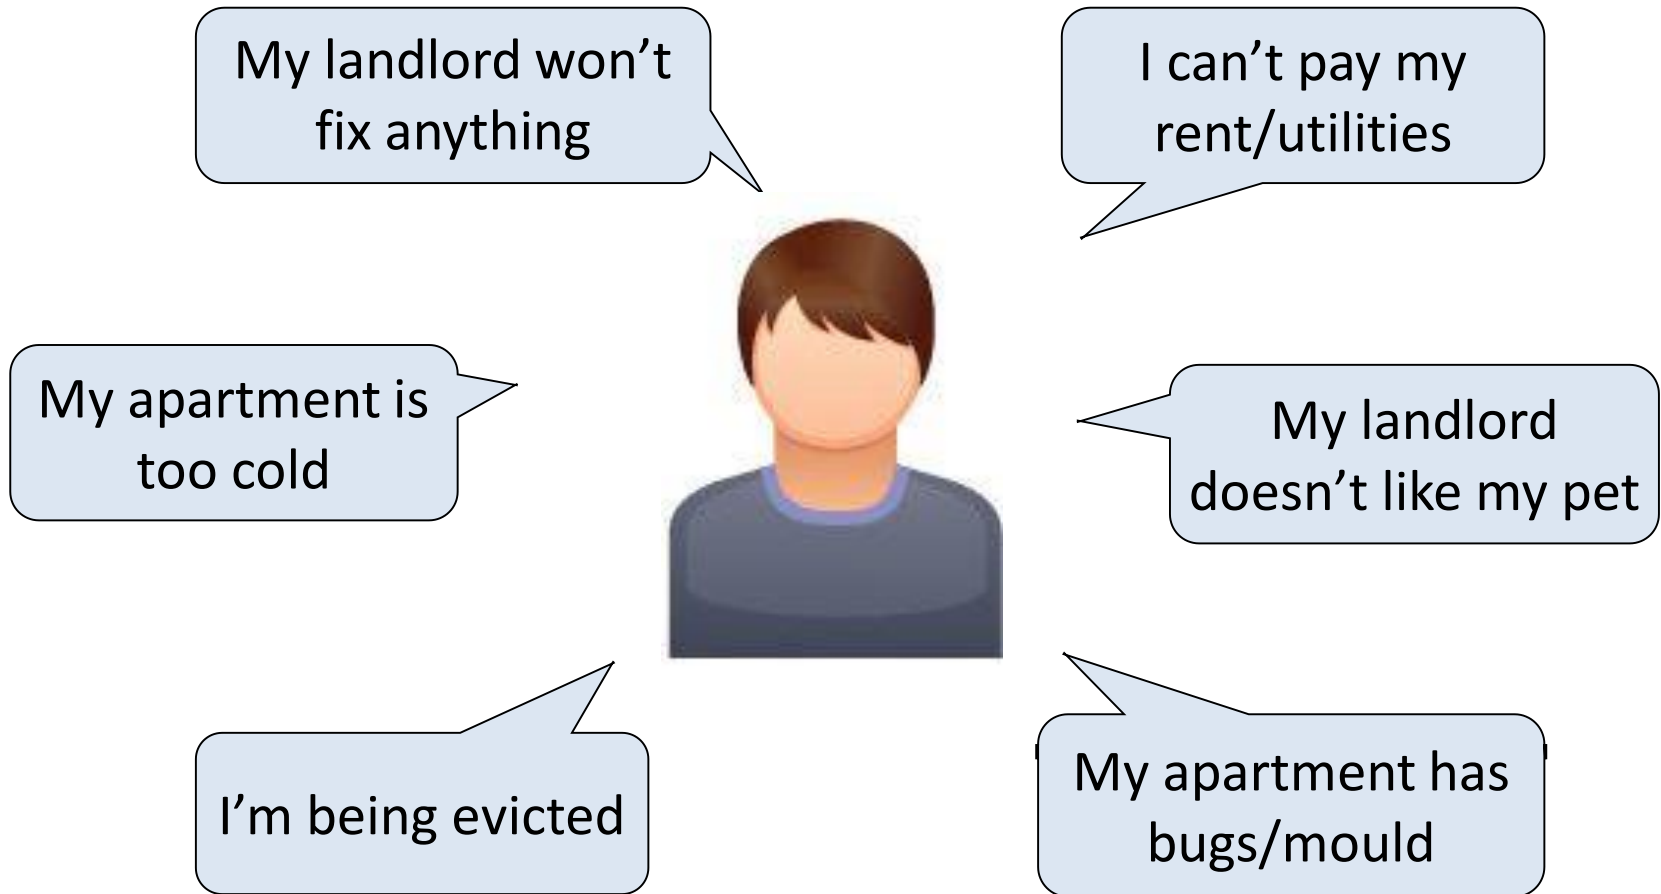 My landlord won’t
fix anything
I can’t pay my
rent/utilities
My apartment is
too cold
My landlord
doesn’t like my pet
I’m being evicted
My apartment has
bugs/mould